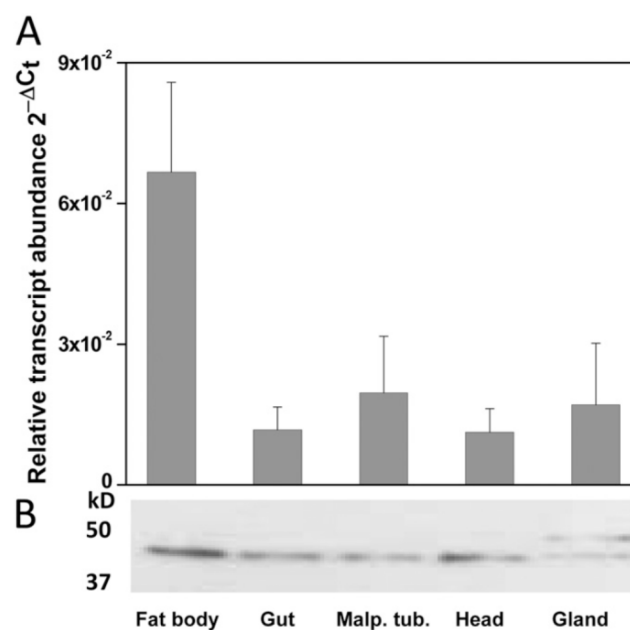 A
Relative transcript abundance 2⁻ΔCt
9x10⁻²
6x10⁻²
3x10⁻²
0
B
kD
50
37
Fat body Gut Malp. tub. Head Gland